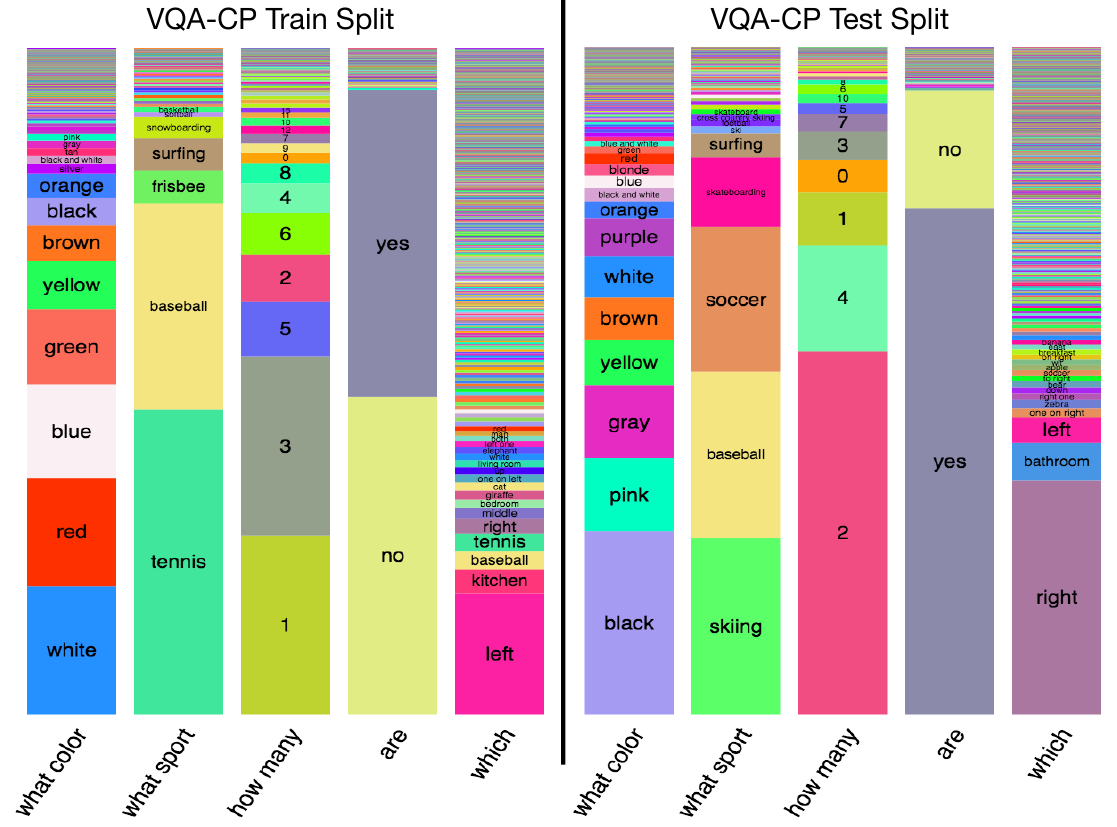 VQA-CP Train Split
pink
gray
tan
black and white
silver
orange
black
brown
yellow
green
blue
red
white
what color
basketball
softball
snowboarding
surfing
frisbee
baseball
tennis
what sport
15
11
10
12
7
9
0
8
4
6
2
5
3
1
how many
yes
no
are
red
man
both
left one
elephant
white
living room
up
one on left
cat
giraffe
bedroom
middle
right
tennis
baseball
kitchen
left
which
VQA-CP Test Split
blue and white
green
red
blonde
blue
black and white
orange
purple
white
brown
yellow
gray
pink
black
what color
skateboard
cross country skiing
football
ski
surfing
skateboarding
soccer
baseball
skiing
what sport
8
6
10
5
7
3
0
1
4
2
how many
no
yes
are
banana
east
breakfast
on right
wii
apple
soccer
to right
bear
down
right one
zebra
one on right
left
bathroom
right
which